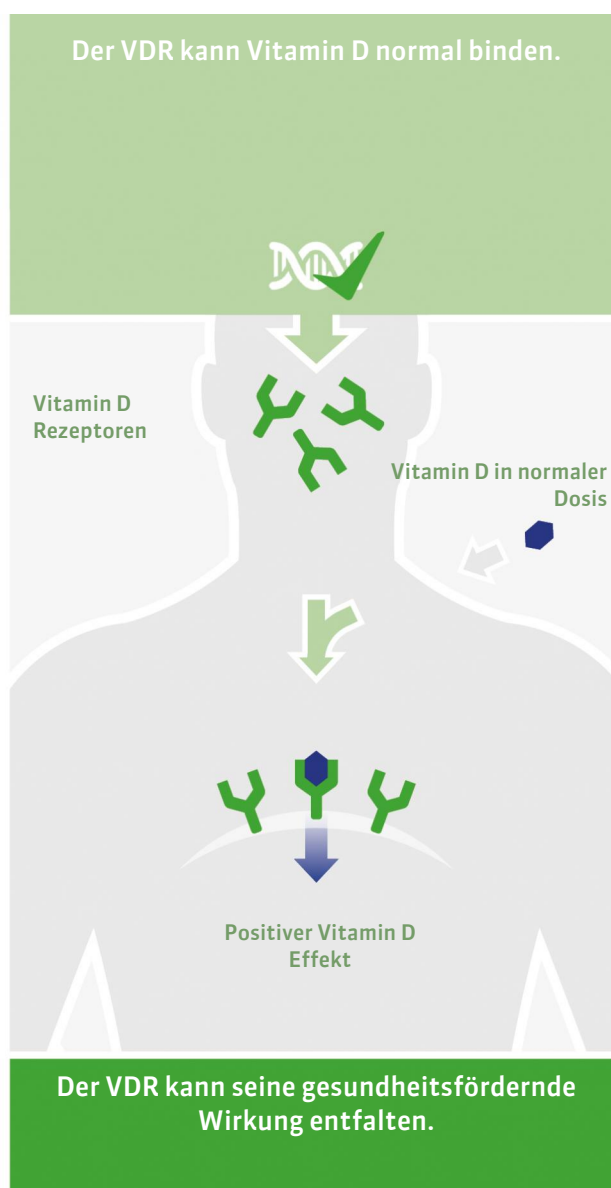 Der VDR kann Vitamin D normal binden.
Vitamin D
Rezeptoren
Vitamin D in normaler
Dosis
Positiver Vitamin D
Effekt
Der VDR kann seine gesundheitsfördernde
Wirkung entfalten.